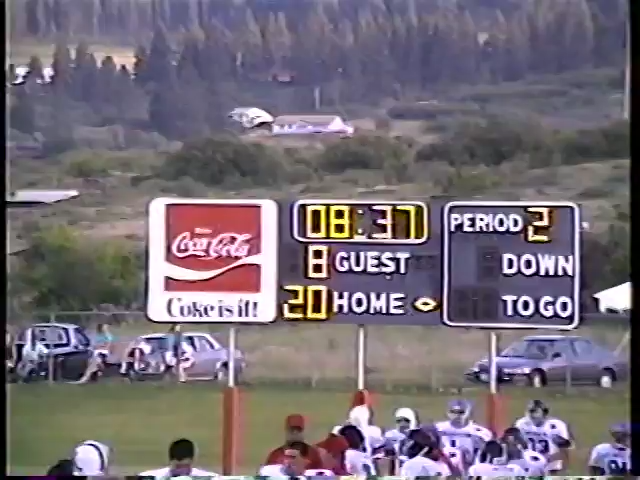 Coca-Cola
Coke is it!
08:37
PERIOD 2
8 GUEST
DOWN
20 HOME
TO GO